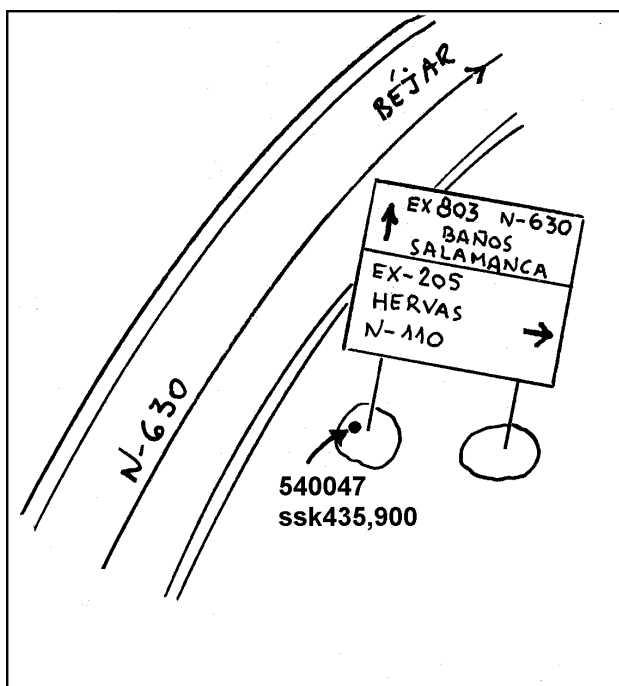 BÉJAR
EX 803 N-630
BAÑOS
SALAMANCA
EX-205
HERVAS
N-110
N-630
540047
ssk435,900